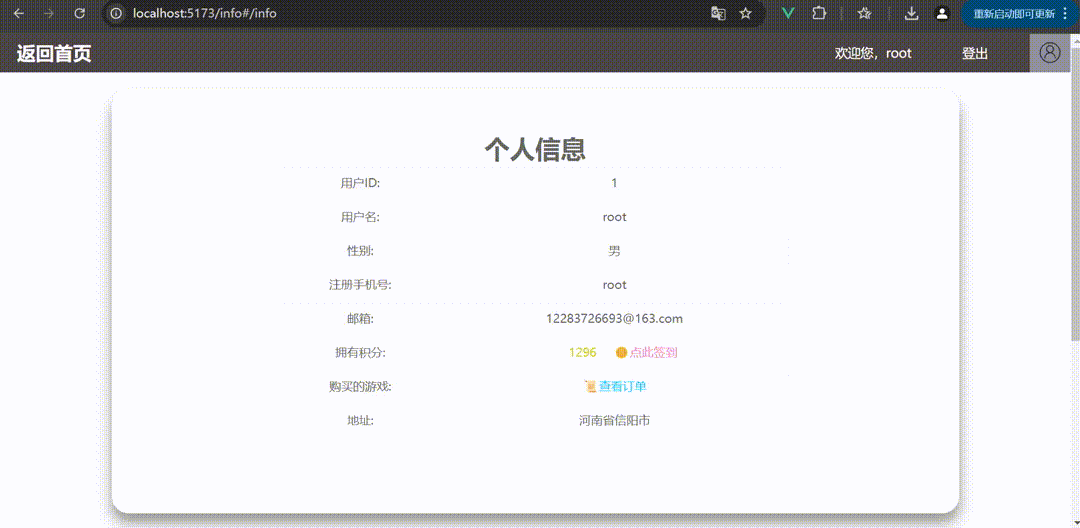 localhost:5173/info#/info
重新启动即可更新
返回首页 欢迎您，root 登出
个人信息
用户ID: 1
用户名: root
性别: 男
注册手机号: root
邮箱: 12283726693@163.com
拥有积分: 1296 点此签到
购买的游戏: 查看订单
地址: 河南省信阳市